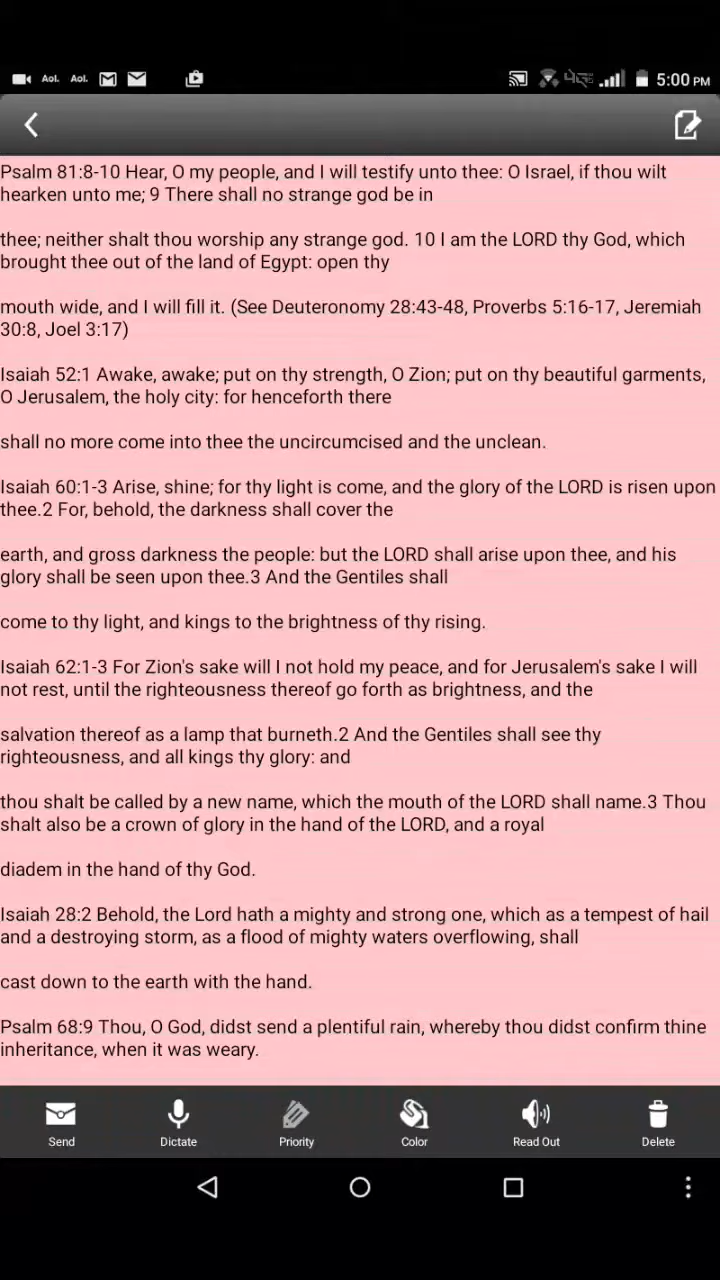 Aol. Aol. 5:00 PM
Psalm 81:8-10 Hear, O my people, and I will testify unto thee: O Israel, if thou wilt
hearken unto me; 9 There shall no strange god be in
thee; neither shalt thou worship any strange god. 10 I am the LORD thy God, which
brought thee out of the land of Egypt: open thy
mouth wide, and I will fill it. (See Deuteronomy 28:43-48, Proverbs 5:16-17, Jeremiah
30:8, Joel 3:17)
Isaiah 52:1 Awake, awake; put on thy strength, O Zion; put on thy beautiful garments,
O Jerusalem, the holy city: for henceforth there
shall no more come into thee the uncircumcised and the unclean.
Isaiah 60:1-3 Arise, shine; for thy light is come, and the glory of the LORD is risen upon
thee.2 For, behold, the darkness shall cover the
earth, and gross darkness the people: but the LORD shall arise upon thee, and his
glory shall be seen upon thee.3 And the Gentiles shall
come to thy light, and kings to the brightness of thy rising.
Isaiah 62:1-3 For Zion's sake will I not hold my peace, and for Jerusalem's sake I will
not rest, until the righteousness thereof go forth as brightness, and the
salvation thereof as a lamp that burneth.2 And the Gentiles shall see thy
righteousness, and all kings thy glory: and
thou shalt be called by a new name, which the mouth of the LORD shall name.3 Thou
shalt also be a crown of glory in the hand of the LORD, and a royal
diadem in the hand of thy God.
Isaiah 28:2 Behold, the Lord hath a mighty and strong one, which as a tempest of hail
and a destroying storm, as a flood of mighty waters overflowing, shall
cast down to the earth with the hand.
Psalm 68:9 Thou, O God, didst send a plentiful rain, whereby thou didst confirm thine
inheritance, when it was weary.
Send Dictate Priority Color Read Out Delete